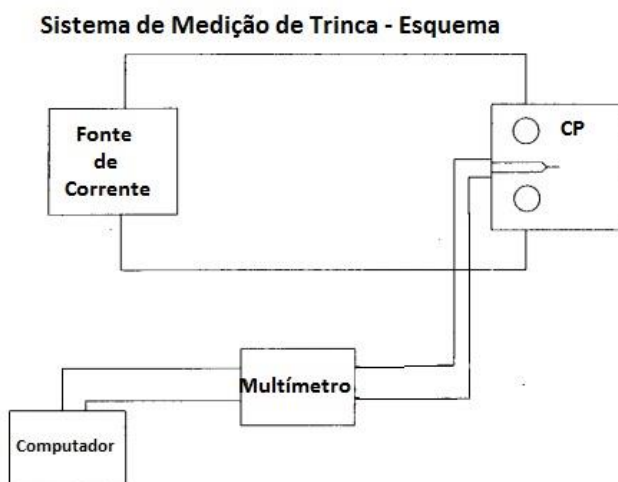 Sistema de Medição de Trinca - Esquema
Fonte
de
Corrente
CP
Multímetro
Computador